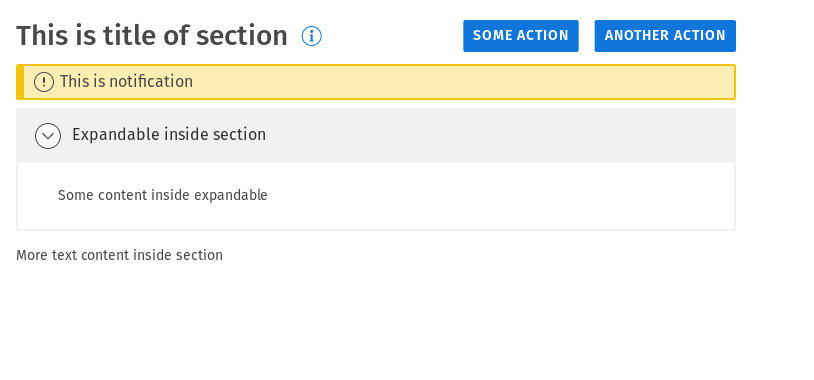 This is title of section
SOME ACTION
ANOTHER ACTION
This is notification
Expandable inside section
Some content inside expandable
More text content inside section